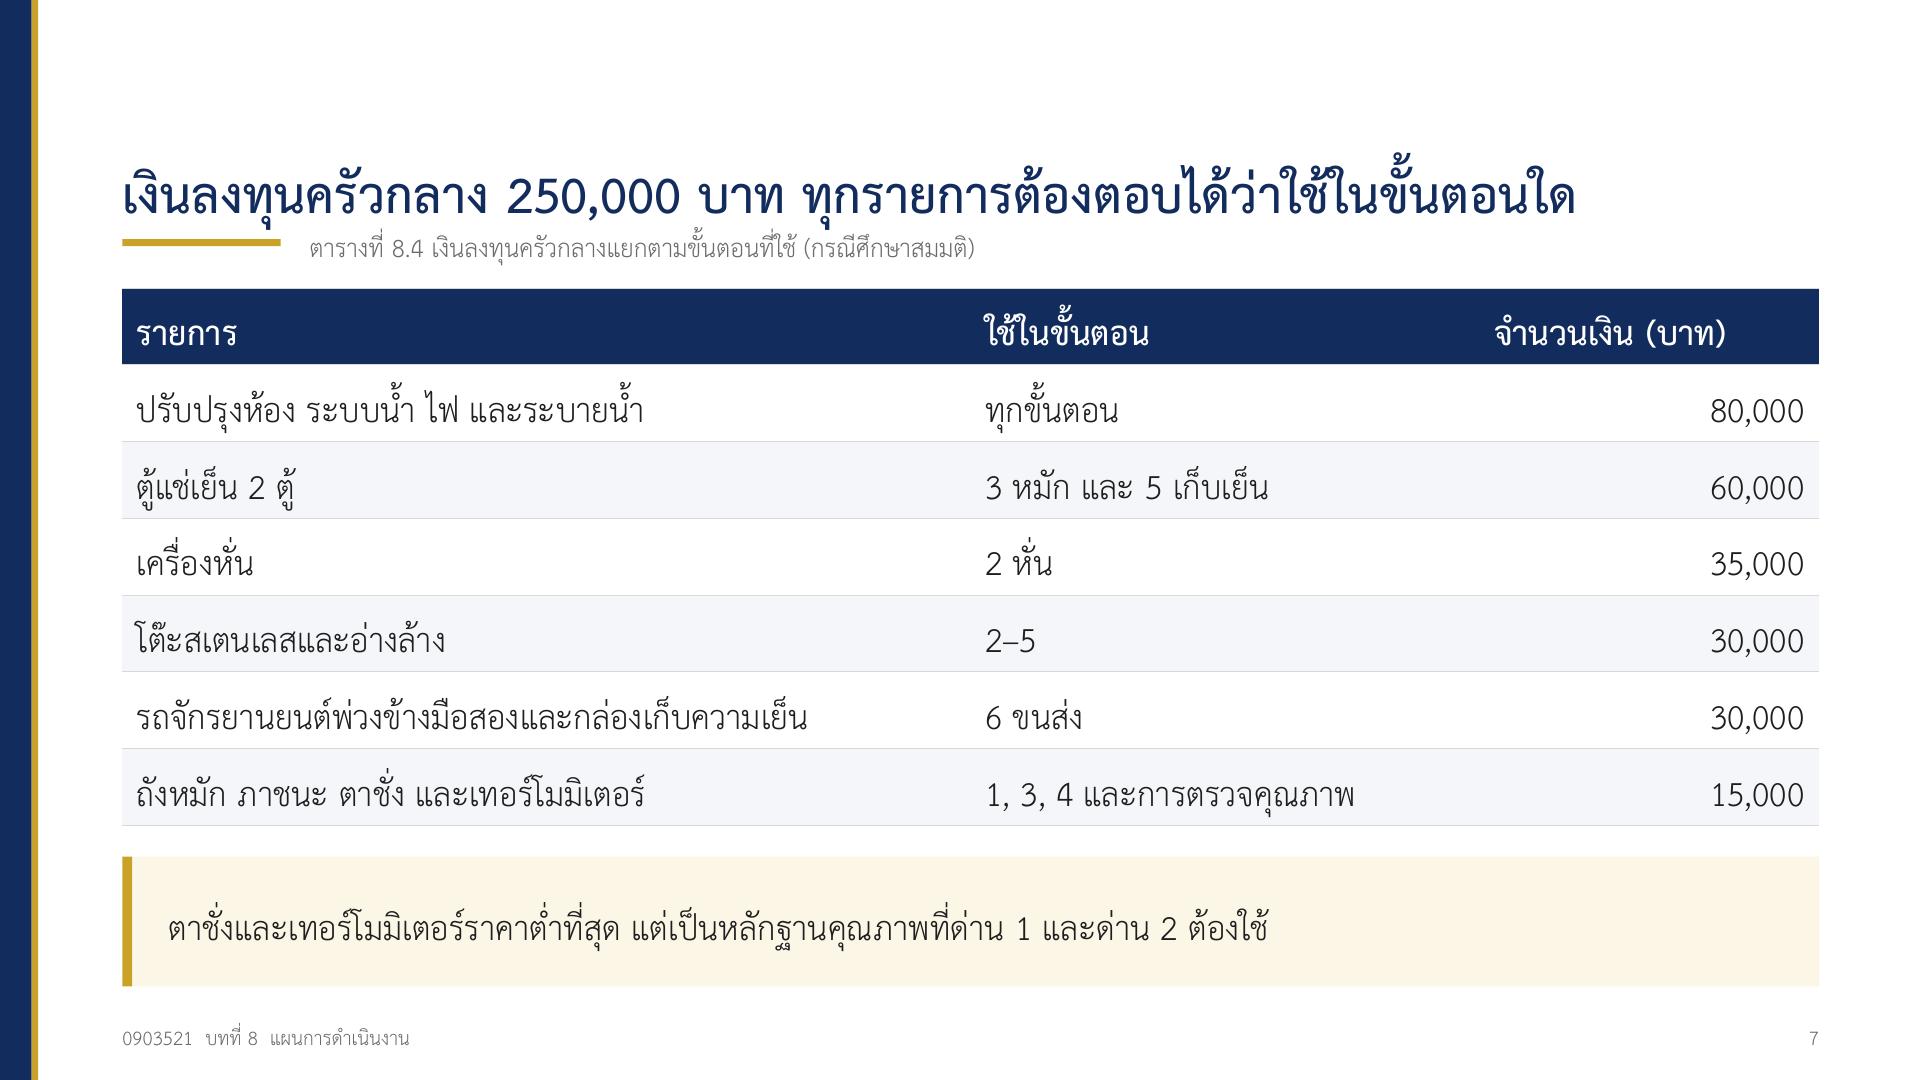 เงินลงทุนครัวกลาง 250,000 บาท ทุกรายการต้องตอบได้ว่าใช้ในขั้นตอนใด
ตารางที่ 8.4 เงินลงทุนครัวกลางแยกตามขั้นตอนที่ใช้ (กรณีศึกษาสมมติ)
รายการ ใช้ในขั้นตอน จำนวนเงิน (บาท)
ปรับปรุงห้อง ระบบน้ำ ไฟ และระบายน้ำ ทุกขั้นตอน 80,000
ตู้แช่เย็น 2 ตู้ 3 หมัก และ 5 เก็บเย็น 60,000
เครื่องหั่น 2 หั่น 35,000
โต๊ะสเตนเลสและอ่างล้าง 2–5 30,000
รถจักรยานยนต์พ่วงข้างมือสองและกล่องเก็บความเย็น 6 ขนส่ง 30,000
ถังหมัก ภาชนะ ตาชั่ง และเทอร์โมมิเตอร์ 1, 3, 4 และการตรวจคุณภาพ 15,000
ตาชั่งและเทอร์โมมิเตอร์ราคาต่ำที่สุด แต่เป็นหลักฐานคุณภาพที่ด่าน 1 และด่าน 2 ต้องใช้
0903521 บทที่ 8 แผนการดำเนินงาน 7